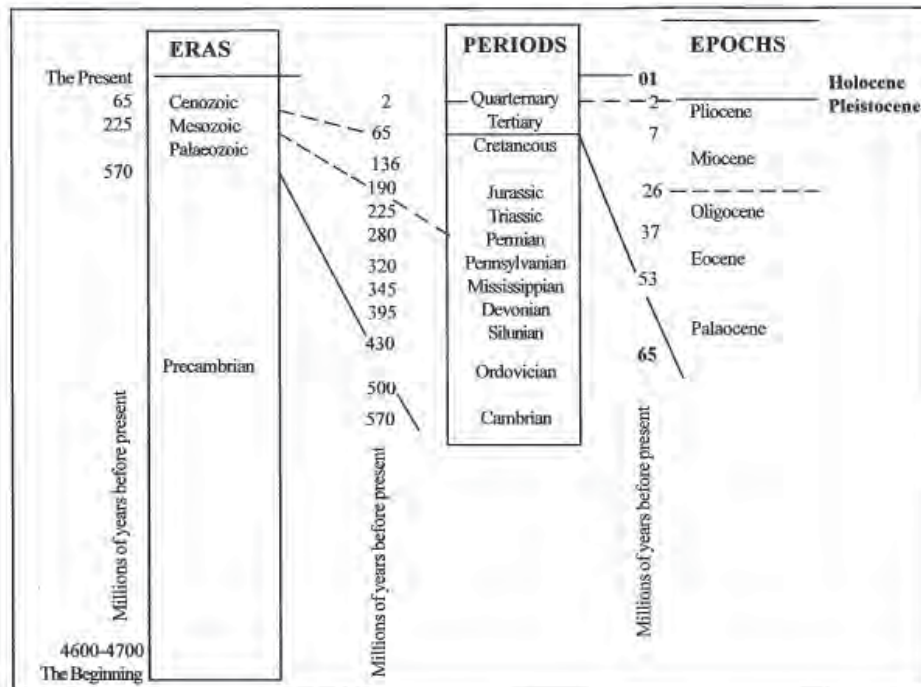 ERAS
The Present
65
225
570
Cenozoic
Mesozoic
Palaeozoic
Precambrian
Millions of years before present
4600-4700
The Beginning
2
65
136
190
225
280
320
345
395
430
500
570
Millions of years before present
PERIODS
Quarternary
Tertiary
Cretaneous
Jurassic
Triassic
Permian
Pennsylvanian
Mississippian
Devonian
Silunian
Ordovician
Cambrian
01
2
7
26
37
53
65
Millions of years before present
EPOCHS
Holocene
Pleistocene
Pliocene
Miocene
Oligocene
Eocene
Palaocene